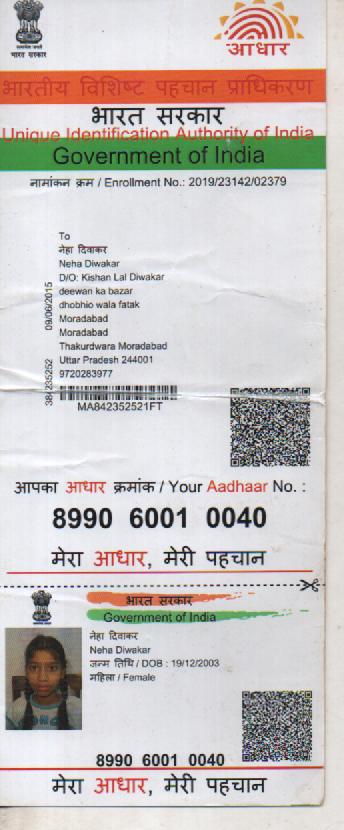 भारत सरकार
आधार
भारतीय विशिष्ट पहचान प्राधिकरण
भारत सरकार
Unique Identification Authority of India
Government of India
नामांकन क्रम / Enrollment No.: 2019/23142/02379
To
नेहा दिवाकर
Neha Diwakar
D/O: Kishan Lal Diwakar
deewan ka bazar
dhobhio wala fatak
Moradabad
Moradabad
Thakurdwara Moradabad
Uttar Pradesh 244001
9720283977
09/06/2015
MA842352521FT
आपका आधार क्रमांक / Your Aadhaar No. :
8990 6001 0040
मेरा आधार, मेरी पहचान
भारत सरकार
Government of India
नेहा दिवाकर
Neha Diwakar
जन्म तिथि / DOB : 19/12/2003
महिला / Female
8990 6001 0040
मेरा आधार, मेरी पहचान